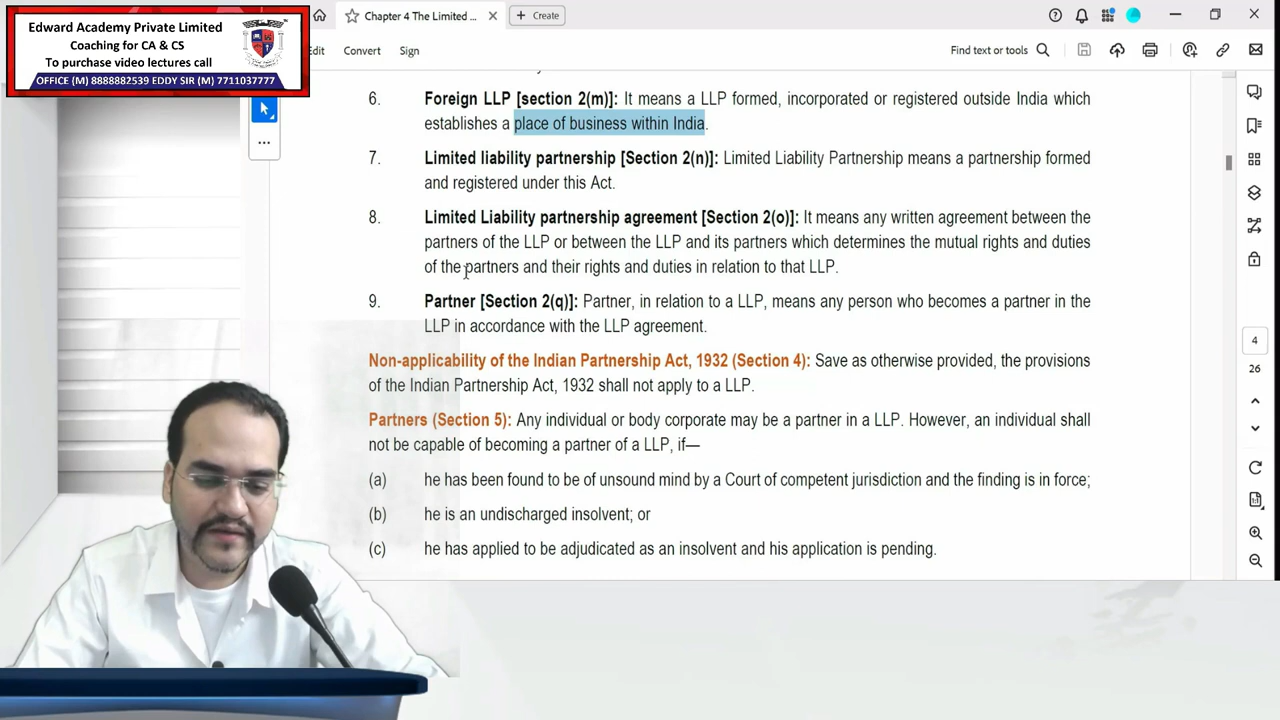 Edward Academy Private Limited
Coaching for CA & CS
To purchase video lectures call
OFFICE (M) 8888882539 EDDY SIR (M) 7711037777
Chapter 4 The Limited ...
Create
Edit
Convert
Sign
Find text or tools
6. Foreign LLP [section 2(m)]: It means a LLP formed, incorporated or registered outside India which
establishes a place of business within India.
7. Limited liability partnership [Section 2(n)]: Limited Liability Partnership means a partnership formed
and registered under this Act.
8. Limited Liability partnership agreement [Section 2(o)]: It means any written agreement between the
partners of the LLP or between the LLP and its partners which determines the mutual rights and duties
of the partners and their rights and duties in relation to that LLP.
9. Partner [Section 2(q)]: Partner, in relation to a LLP, means any person who becomes a partner in the
LLP in accordance with the LLP agreement.
Non-applicability of the Indian Partnership Act, 1932 (Section 4): Save as otherwise provided, the provisions
of the Indian Partnership Act, 1932 shall not apply to a LLP.
Partners (Section 5): Any individual or body corporate may be a partner in a LLP. However, an individual shall
not be capable of becoming a partner of a LLP, if—
(a) he has been found to be of unsound mind by a Court of competent jurisdiction and the finding is in force;
(b) he is an undischarged insolvent; or
(c) he has applied to be adjudicated as an insolvent and his application is pending.
4
26